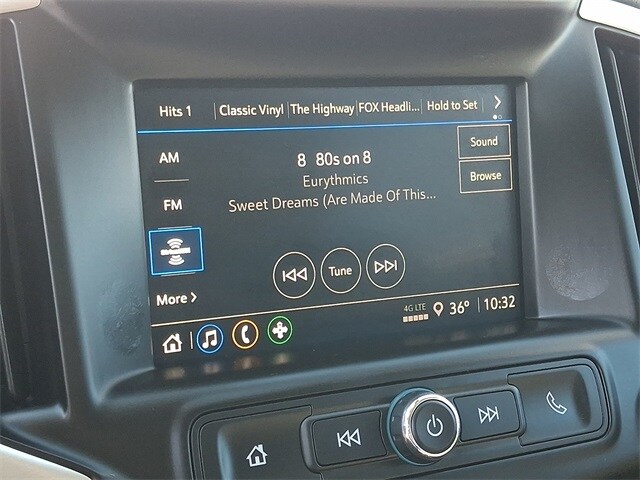 Hits 1 Classic Vinyl The Highway FOX Headli... Hold to Set
AM
8 80s on 8
Sound
Eurythmics
Browse
FM
Sweet Dreams (Are Made Of This...
Tune
More
4G LTE 36° 10:32